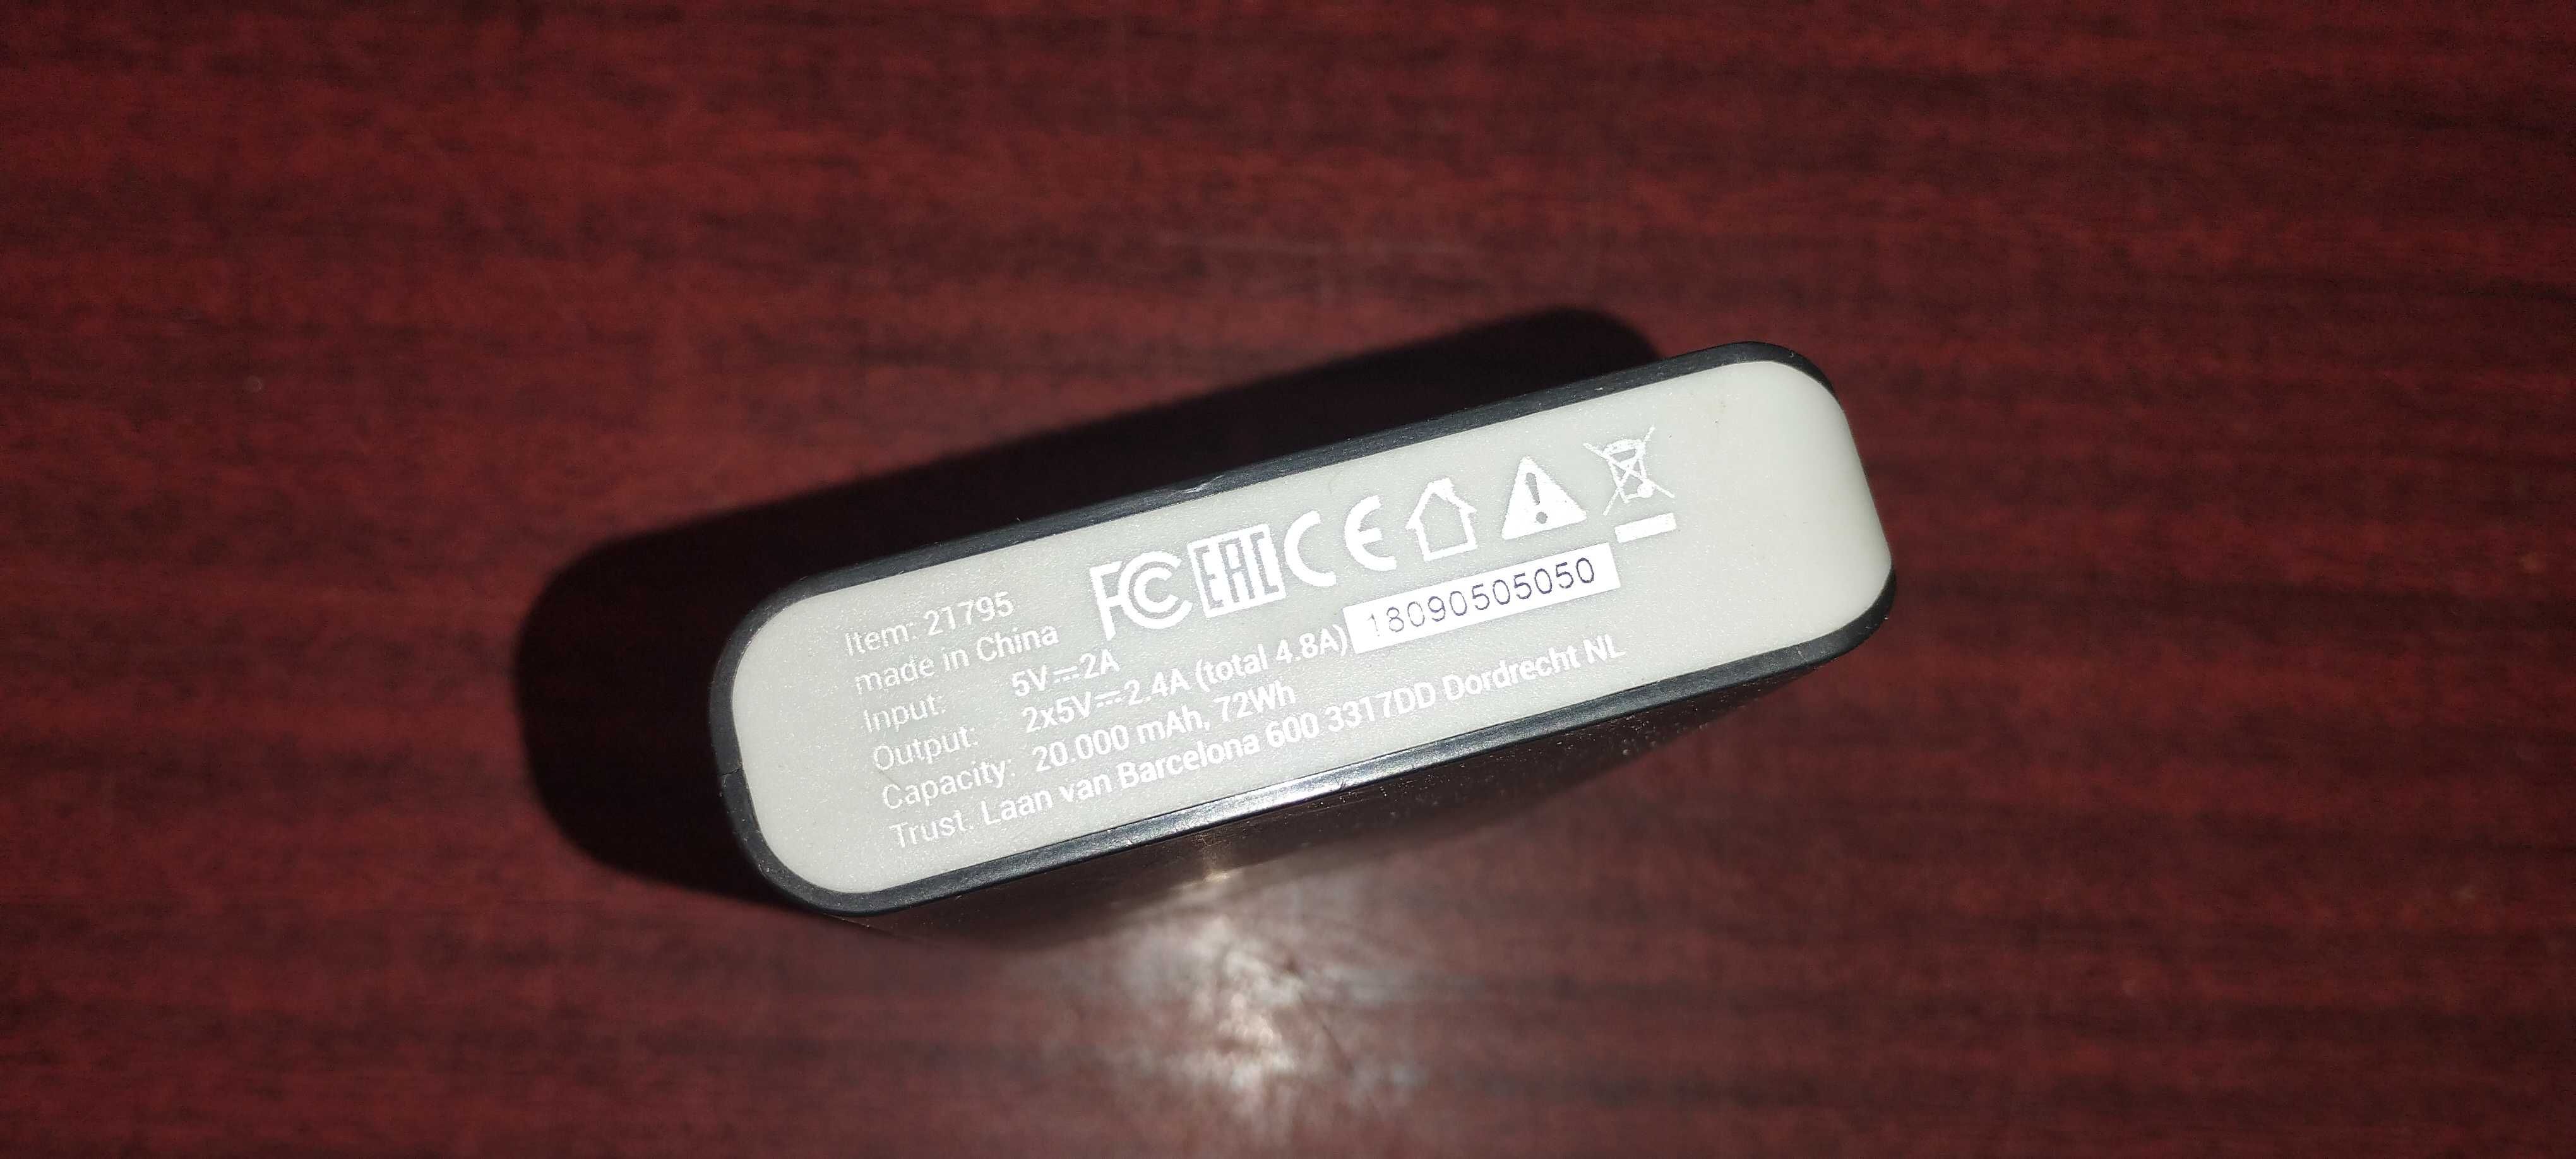 Item: 21795
made in China
FC EAC CE
Input: 5V⎓2A
Output: 2x5V⎓2.4A (total 4.8A)
18090505050
Capacity: 20.000 mAh, 72Wh
Trust. Laan van Barcelona 600 3317DD Dordrecht NL